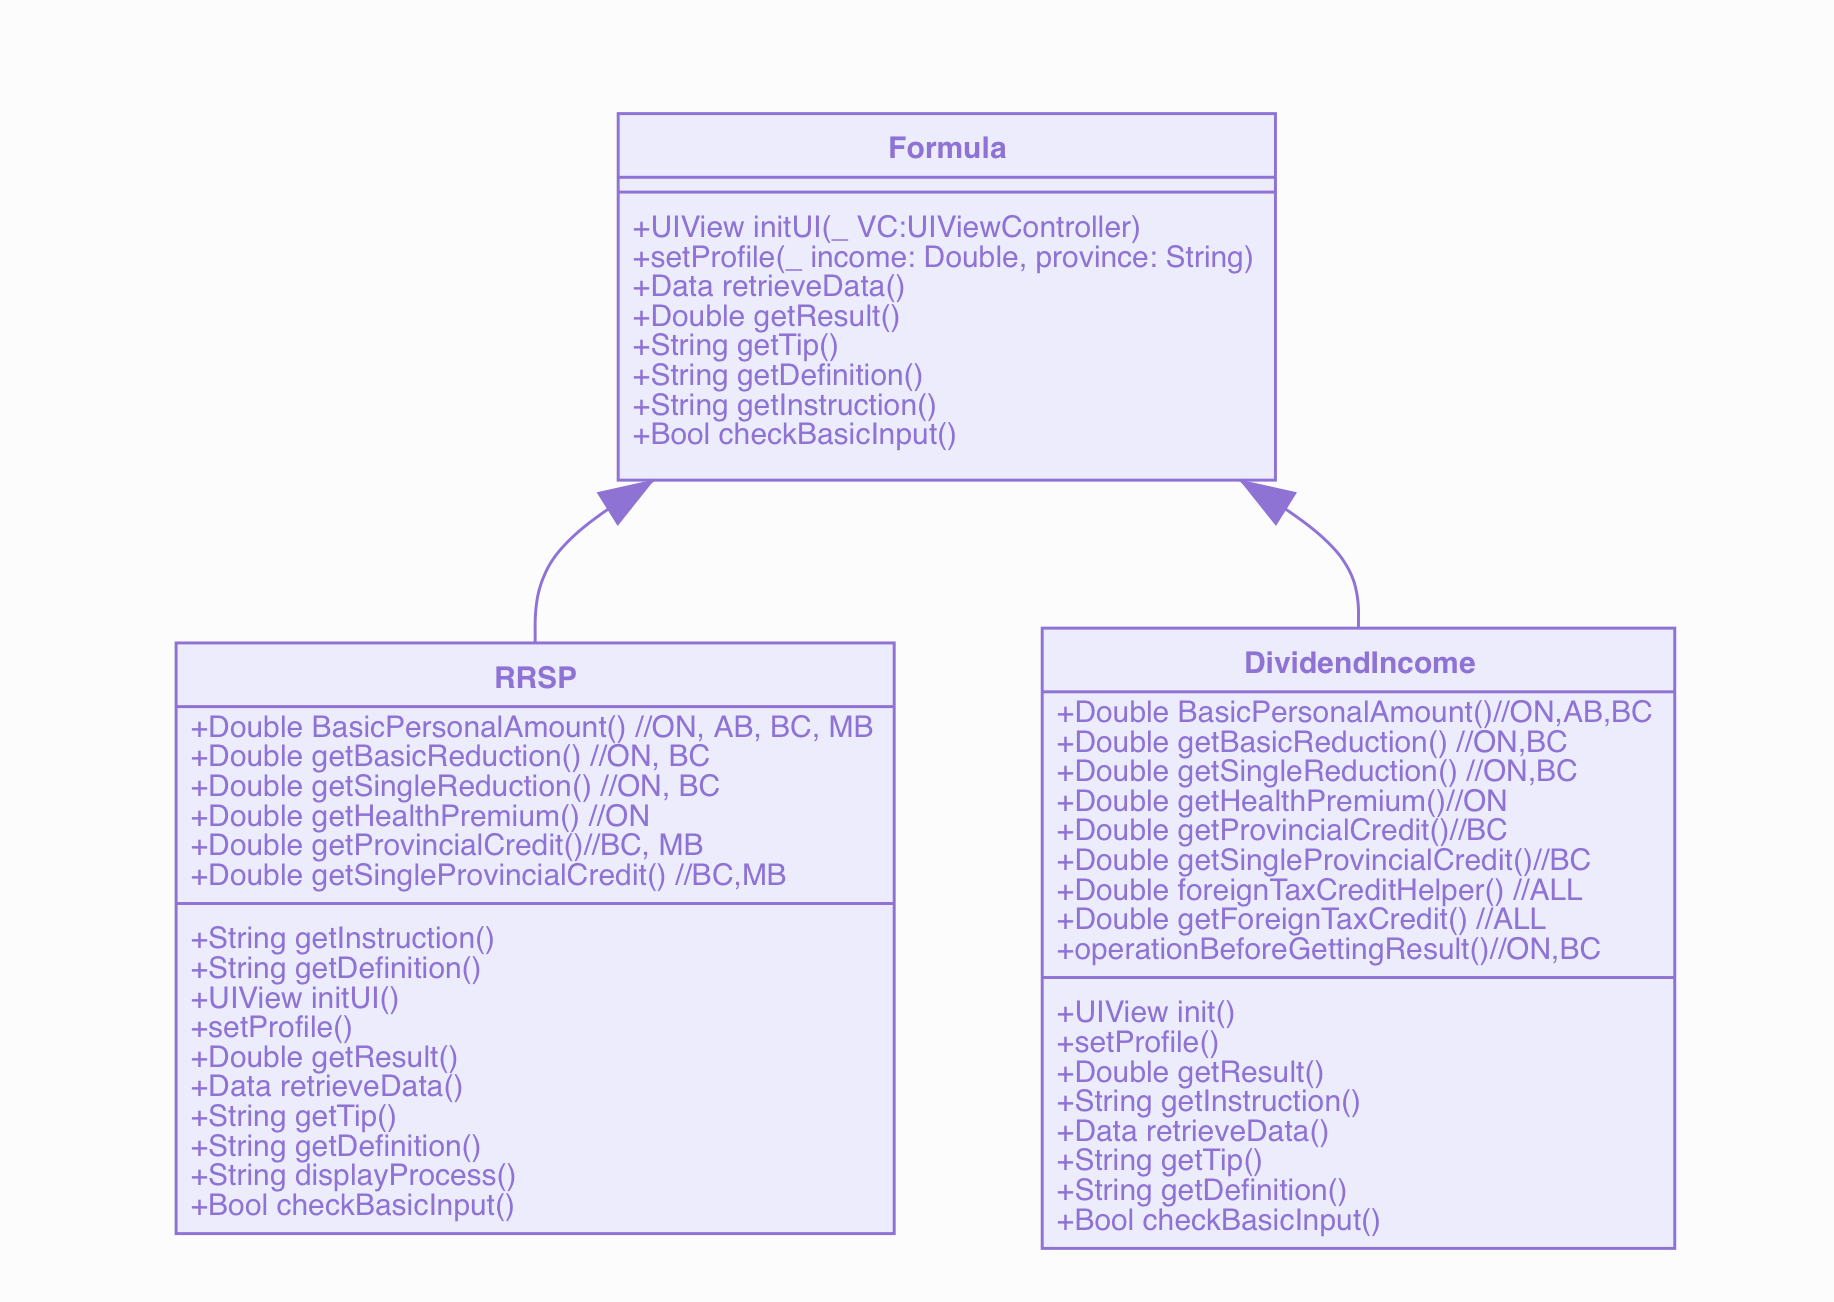 Formula
+UIView initUI(_ VC:UIViewController)
+setProfile(_ income: Double, province: String)
+Data retrieveData()
+Double getResult()
+String getTip()
+String getDefinition()
+String getInstruction()
+Bool checkBasicInput()
RRSP
+Double BasicPersonalAmount() //ON, AB, BC, MB
+Double getBasicReduction() //ON, BC
+Double getSingleReduction() //ON, BC
+Double getHealthPremium() //ON
+Double getProvincialCredit()//BC, MB
+Double getSingleProvincialCredit() //BC,MB
+String getInstruction()
+String getDefinition()
+UIView initUI()
+setProfile()
+Double getResult()
+Data retrieveData()
+String getTip()
+String getDefinition()
+String displayProcess()
+Bool checkBasicInput()
DividendIncome
+Double BasicPersonalAmount()//ON,AB,BC
+Double getBasicReduction() //ON,BC
+Double getSingleReduction() //ON,BC
+Double getHealthPremium()//ON
+Double getProvincialCredit()//BC
+Double getSingleProvincialCredit()//BC
+Double foreignTaxCreditHelper() //ALL
+Double getForeignTaxCredit() //ALL
+operationBeforeGettingResult()//ON,BC
+UIView init()
+setProfile()
+Double getResult()
+String getInstruction()
+Data retrieveData()
+String getTip()
+String getDefinition()
+Bool checkBasicInput()